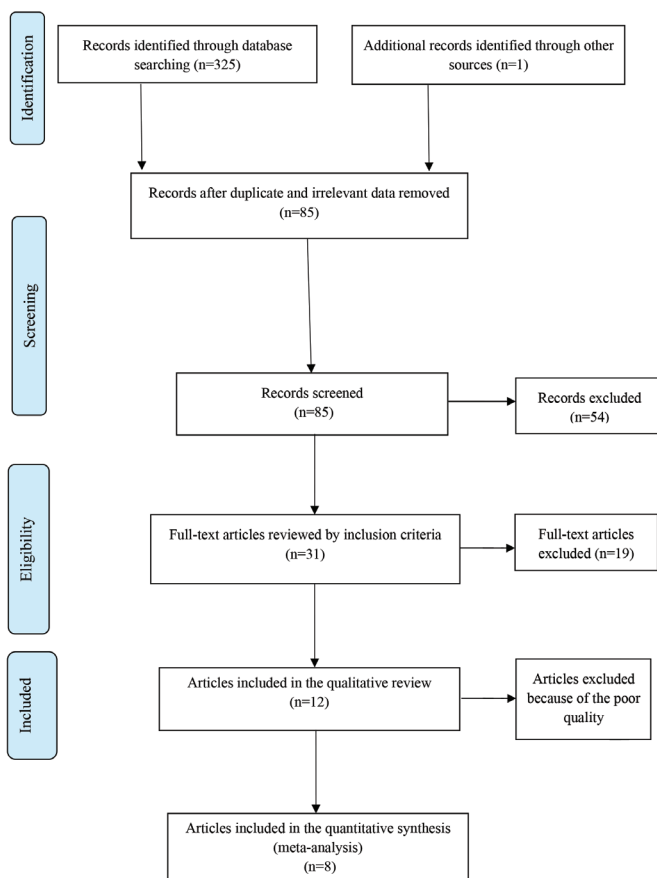 Identification
Records identified through database
searching (n=325)
Additional records identified through other
sources (n=1)
Records after duplicate and irrelevant data removed
(n=85)
Screening
Records screened
(n=85)
Records excluded
(n=54)
Eligibility
Full-text articles reviewed by inclusion criteria
(n=31)
Full-text articles
excluded (n=19)
Included
Articles included in the qualitative review
(n=12)
Articles excluded
because of the poor
quality
Articles included in the quantitative synthesis
(meta-analysis)
(n=8)